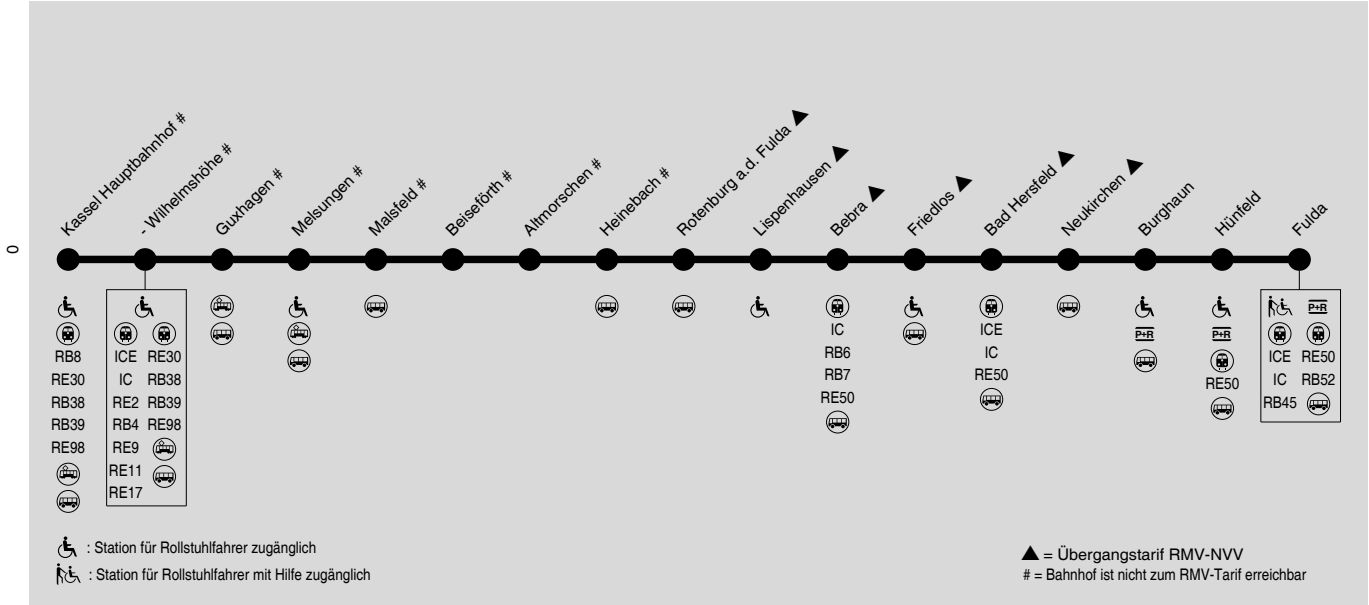 0
Kassel Hauptbahnhof #
- Wilhelmshöhe #
Guxhagen #
Melsungen #
Malsfeld #
Beiseförth #
Altmorschen #
Heinebach #
Rotenburg a.d. Fulda ▲
Lispenhausen ▲
Bebra ▲
Friedlos ▲
Bad Hersfeld ▲
Neukirchen ▲
Burghaun
Hünfeld
Fulda
RB8
RE30
RB38
RB39
RE98
ICE RE30
IC RB38
RE2 RB39
RB4 RE98
RE9
RE11
RE17
IC
RB6
RB7
RE50
ICE
IC
RE50
P+R
P+R
RE50
P+R
ICE RE50
IC RB52
RB45
: Station für Rollstuhlfahrer zugänglich
: Station für Rollstuhlfahrer mit Hilfe zugänglich
▲ = Übergangstarif RMV-NVV
# = Bahnhof ist nicht zum RMV-Tarif erreichbar